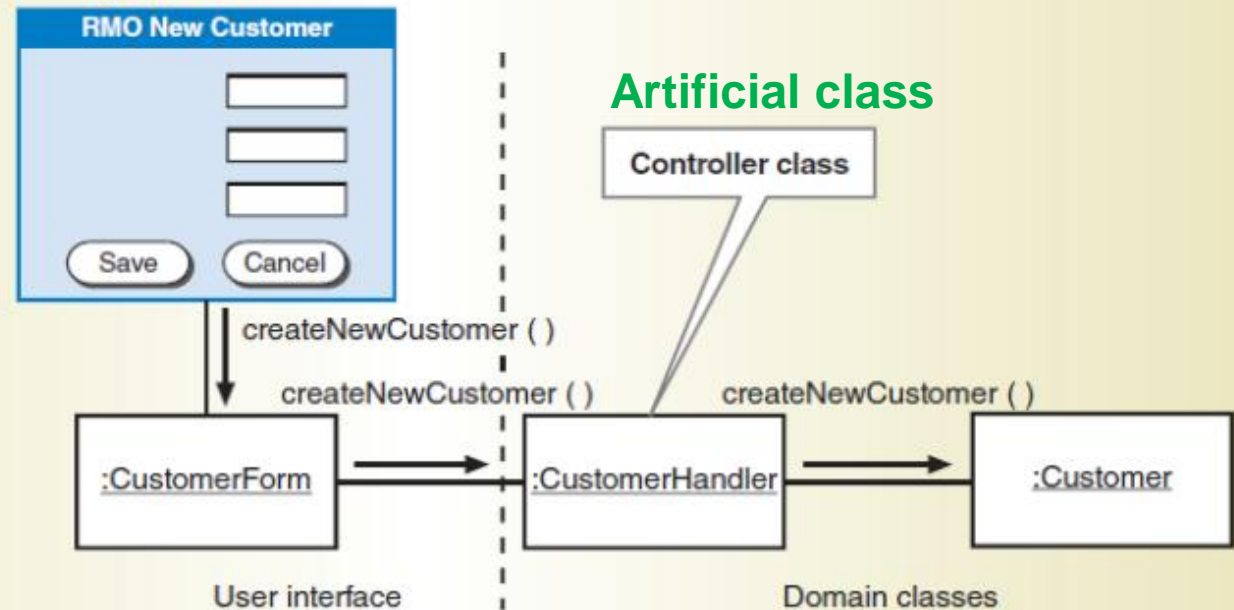 RMO New Customer
Artificial class
Controller class
Save
Cancel
createNewCustomer ( )
createNewCustomer ( )
createNewCustomer ( )
:CustomerForm
:CustomerHandler
:Customer
User interface
Domain classes